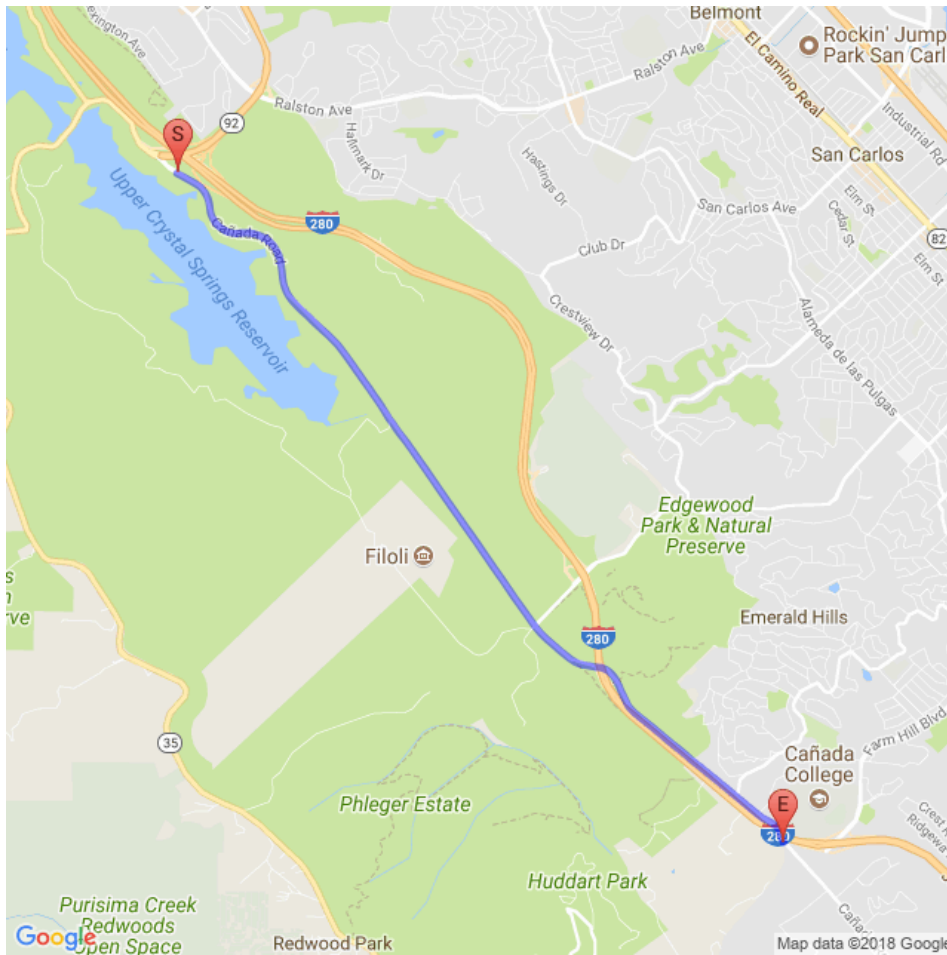 Belmont
Rockin' Jump
Park San Carl
El Camino Real
Ralston Ave
Industrial Rd
92
S
Ralston Ave
Hallmark Dr
Hastings Dr
San Carlos
Elm St
Cedar St
San Carlos Ave
82
Elm St
280
Cañada Road
Club Dr
Upper Crystal Springs Reservoir
Crestview Dr
Alameda de las Pulgas
Edgewood
Park & Natural
Preserve
Filoli
280
Emerald Hills
35
Farm Hill Blvd
Cañada
College
Phleger Estate
E
280
Huddart Park
Purisima Creek
Redwoods
Open Space
Redwood Park
Google
Map data ©2018 Google